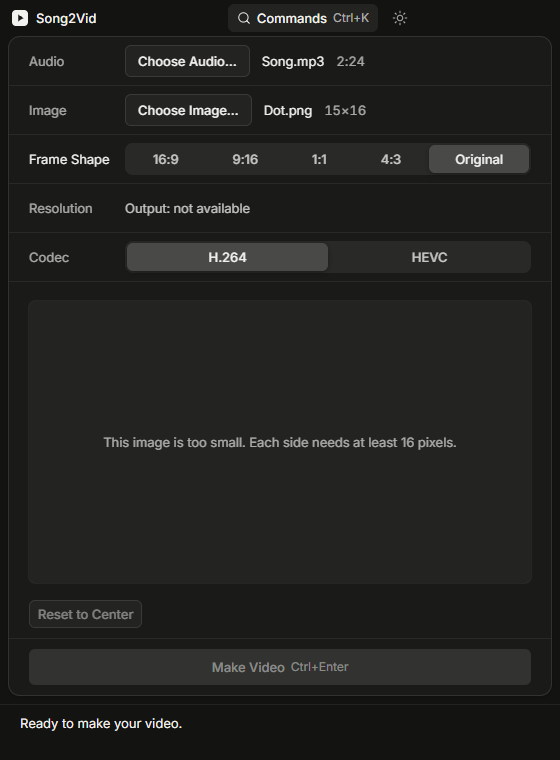 Song2Vid
Commands Ctrl+K
Audio Choose Audio... Song.mp3 2:24
Image Choose Image... Dot.png 15×16
Frame Shape 16:9 9:16 1:1 4:3 Original
Resolution Output: not available
Codec H.264 HEVC
This image is too small. Each side needs at least 16 pixels.
Reset to Center
Make Video Ctrl+Enter
Ready to make your video.